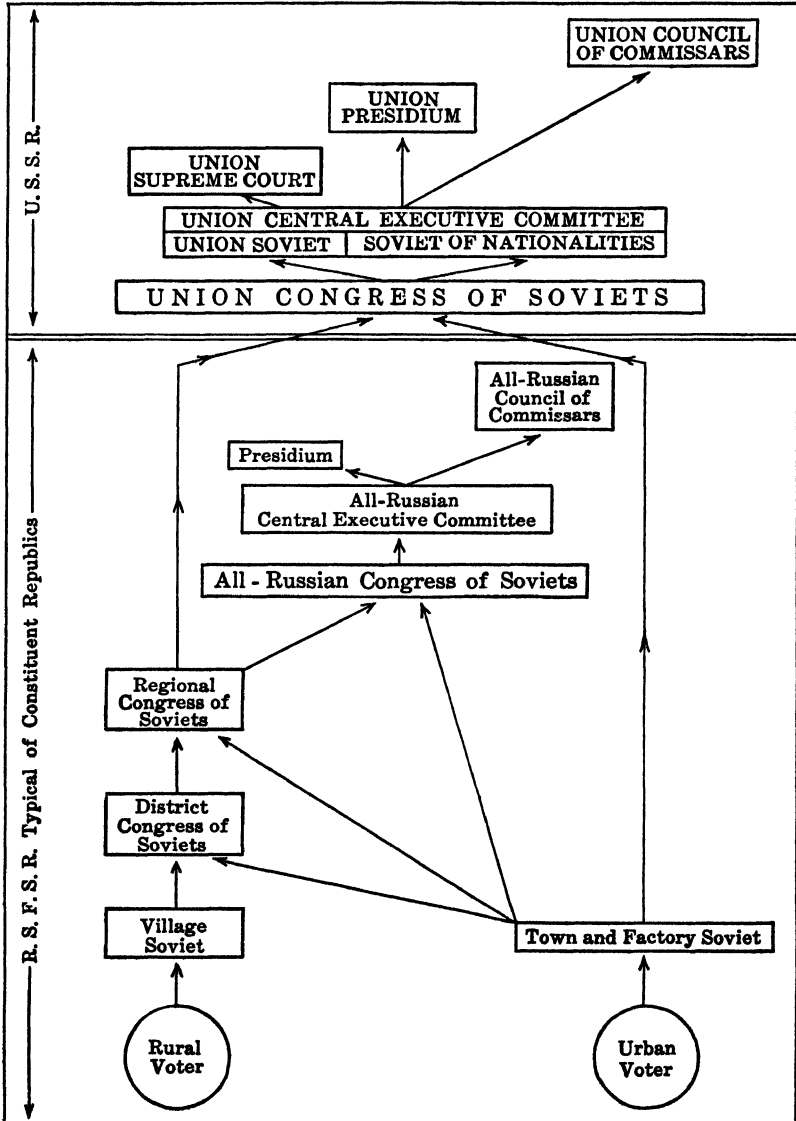 UNION COUNCIL
OF COMMISSARS
UNION
PRESIDIUM
UNION
SUPREME COURT
UNION CENTRAL EXECUTIVE COMMITTEE
UNION SOVIET
SOVIET OF NATIONALITIES
UNION CONGRESS OF SOVIETS
U. S. S. R.
All-Russian
Council of
Commissars
Presidium
All-Russian
Central Executive Committee
All - Russian Congress of Soviets
Regional
Congress of
Soviets
District
Congress of
Soviets
Village
Soviet
Town and Factory Soviet
Rural
Voter
Urban
Voter
R. S. F. S. R. Typical of Constituent Republics